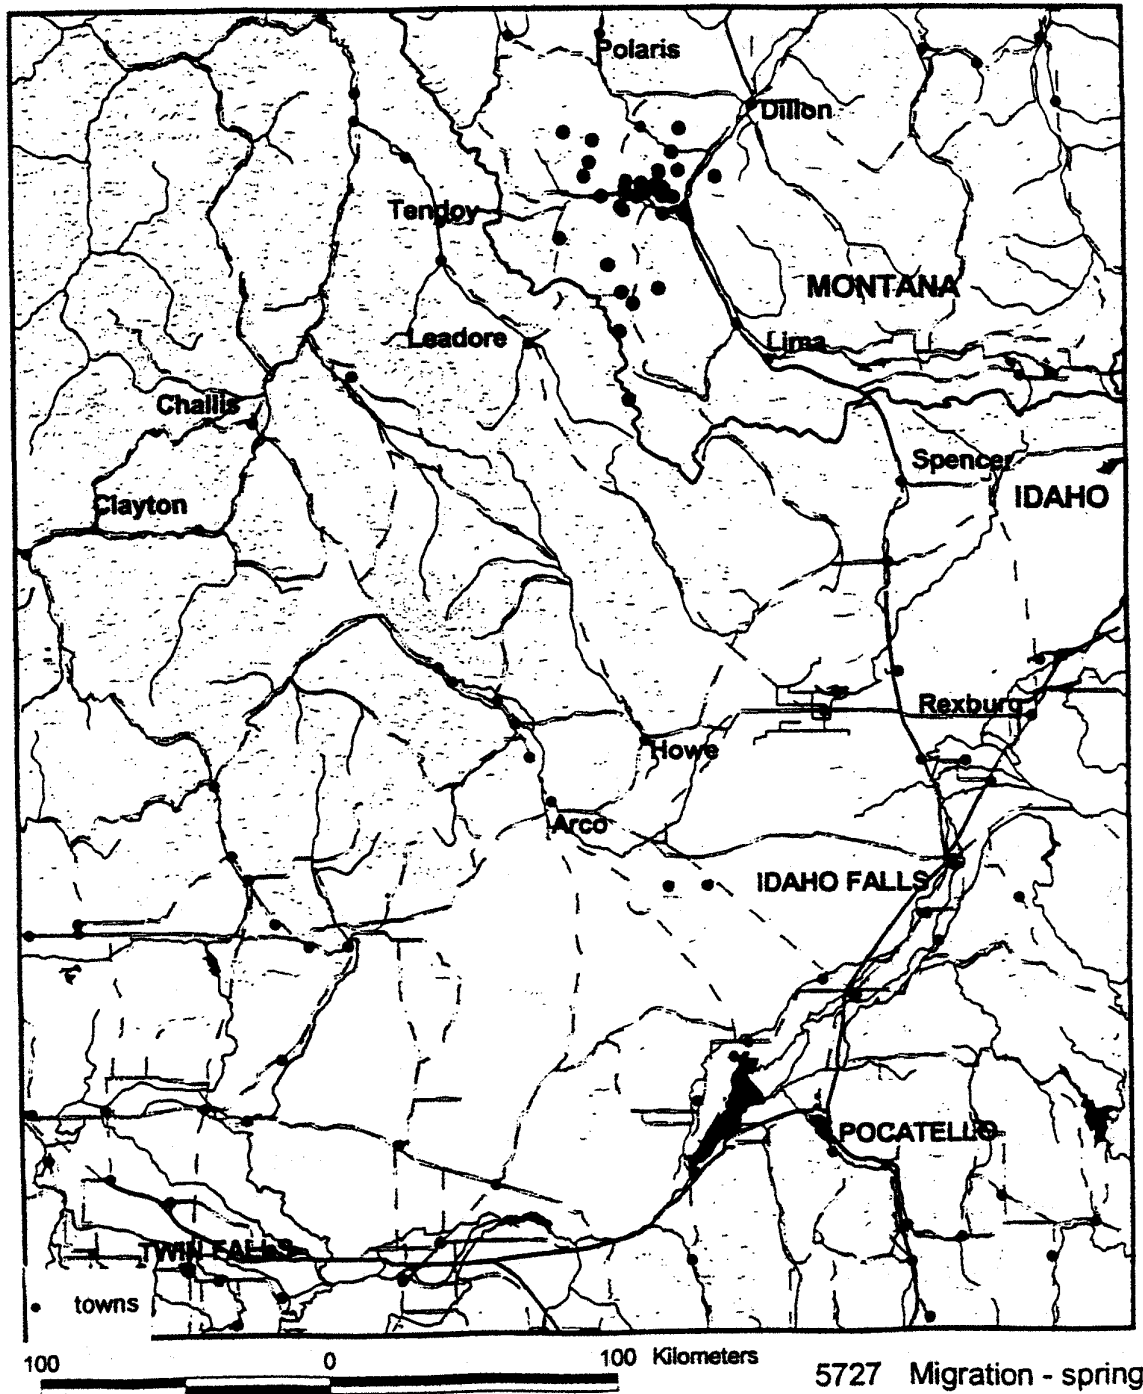 Polaris
Dillon
Tendoy
MONTANA
Leadore
Lima
Challis
Spencer
IDAHO
Clayton
Rexburg
Howe
Arco
IDAHO FALLS
POCATELLO
TWIN FALLS
towns
100 0 100 Kilometers
5727 Migration - spring